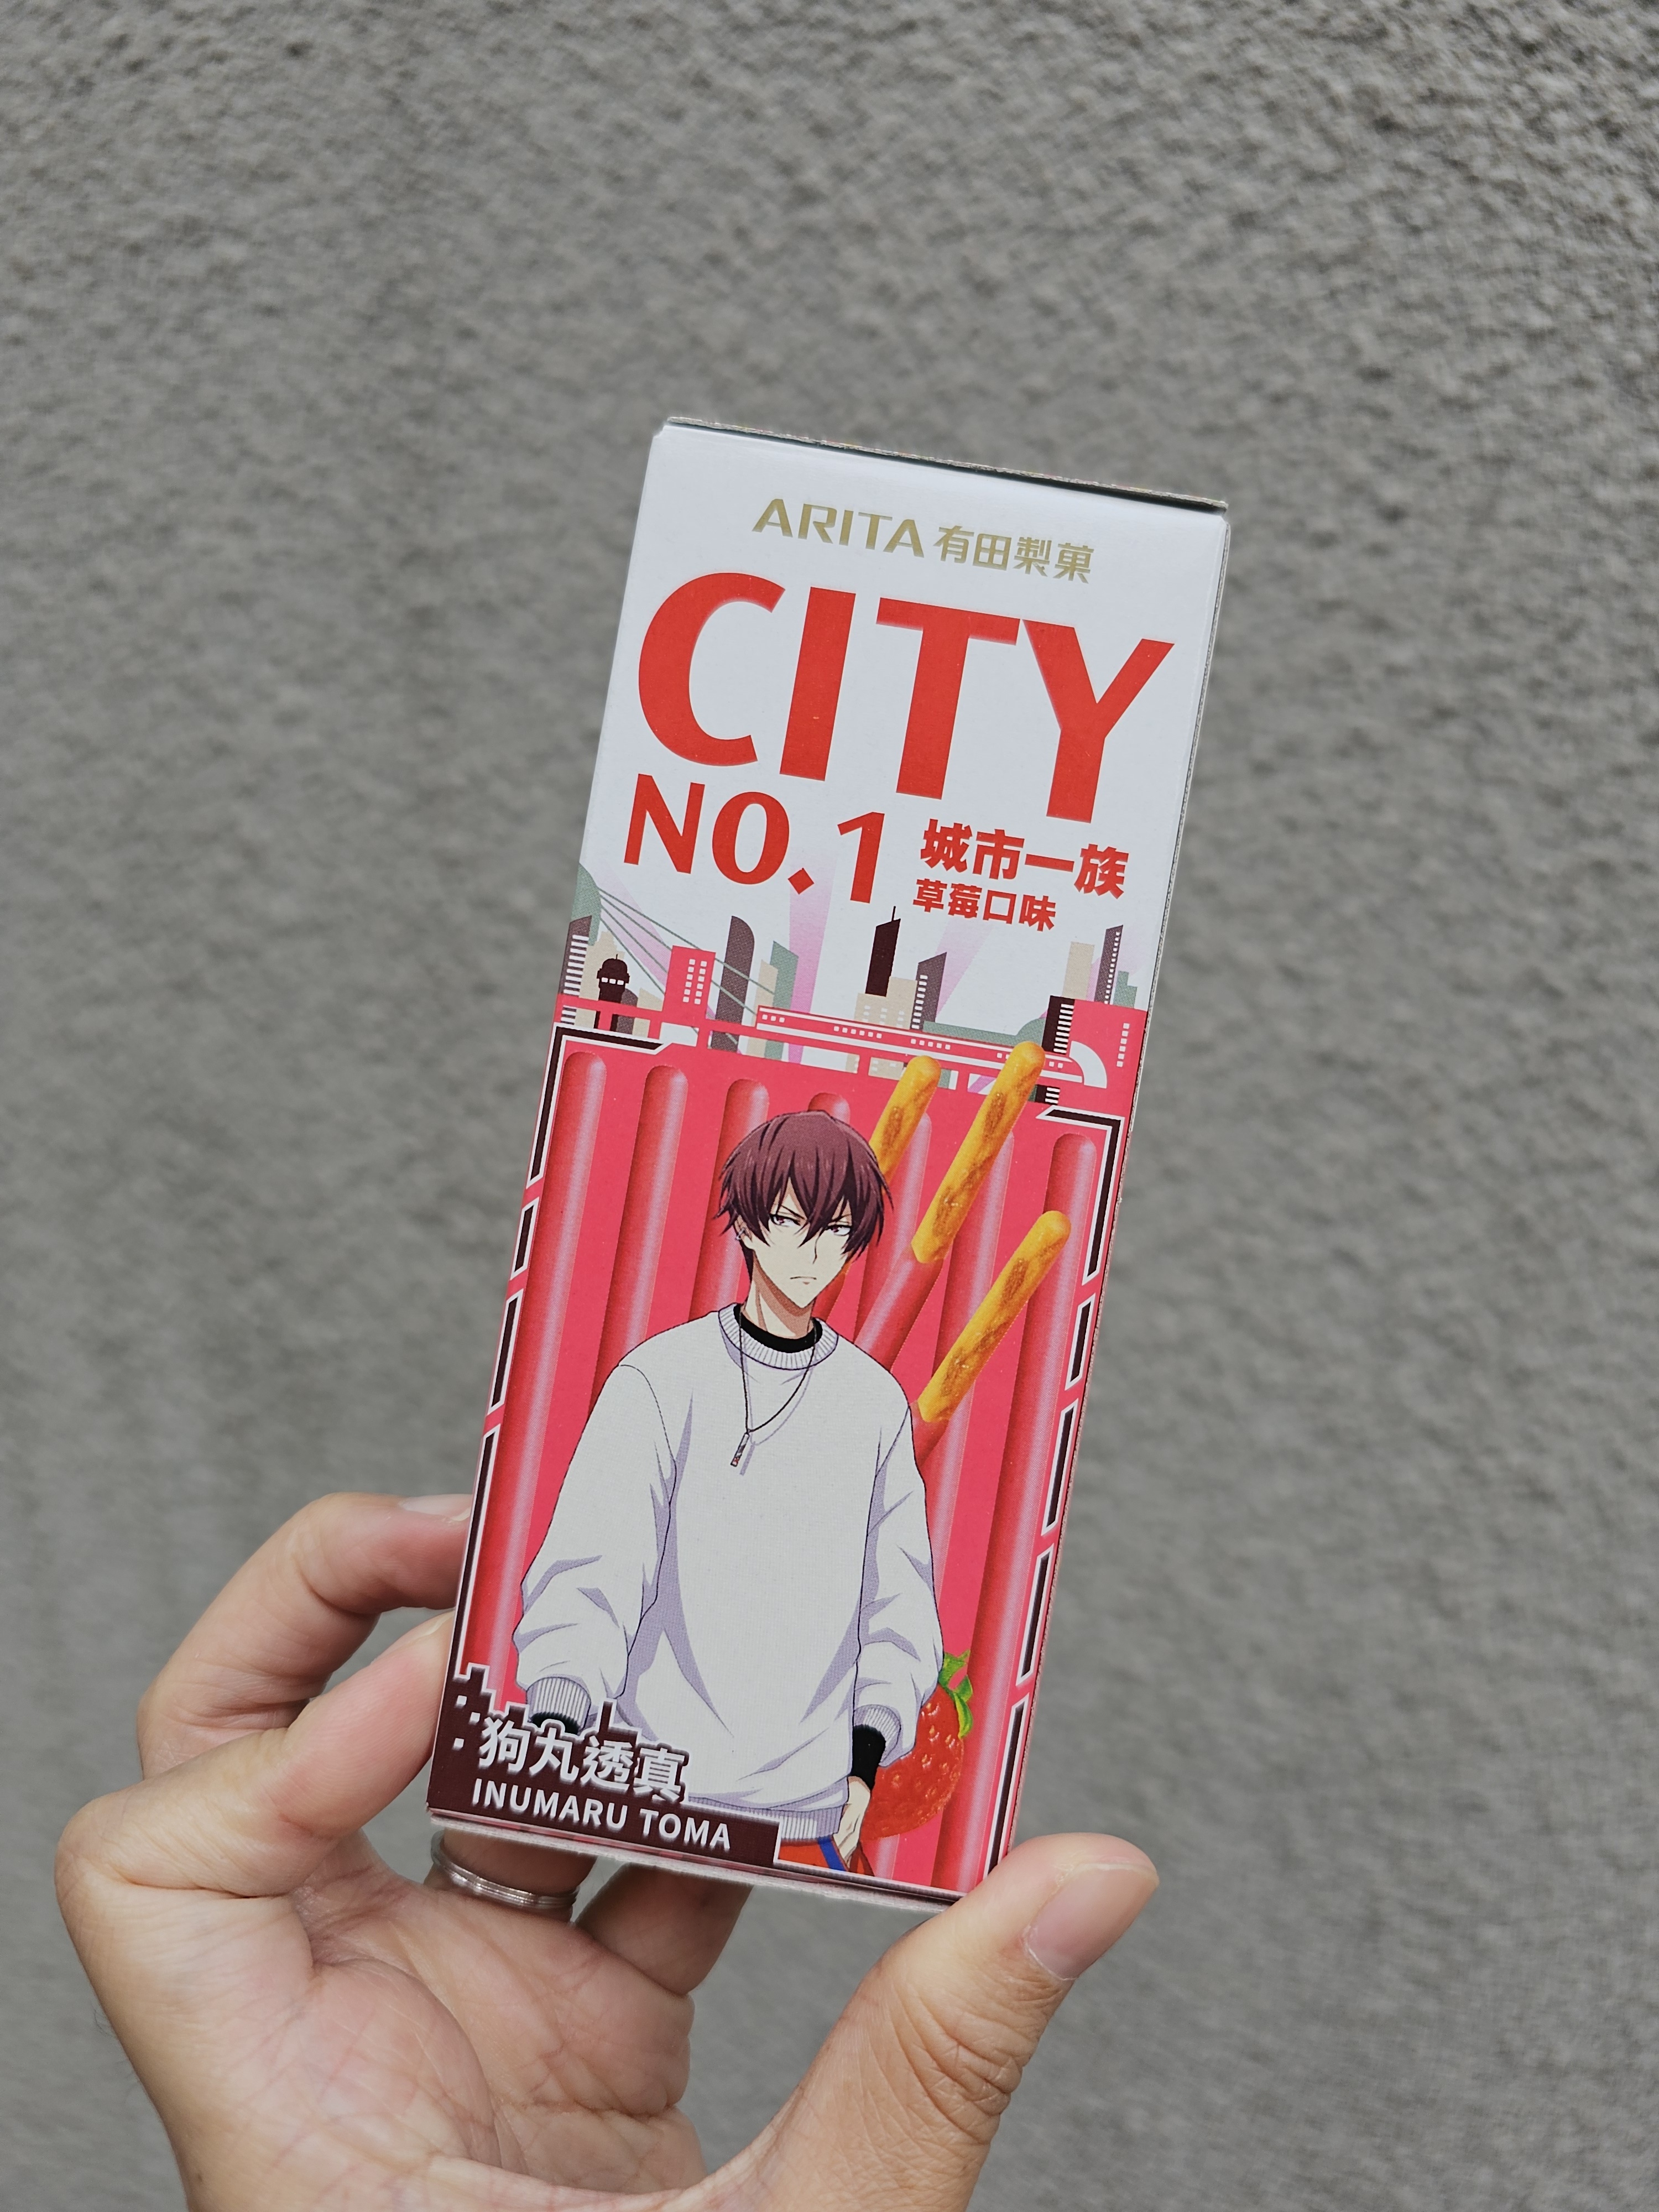 ARITA 有田製菓
CITY
NO.1 城市一族
草莓口味
狗丸透真
INUMARU TOMA